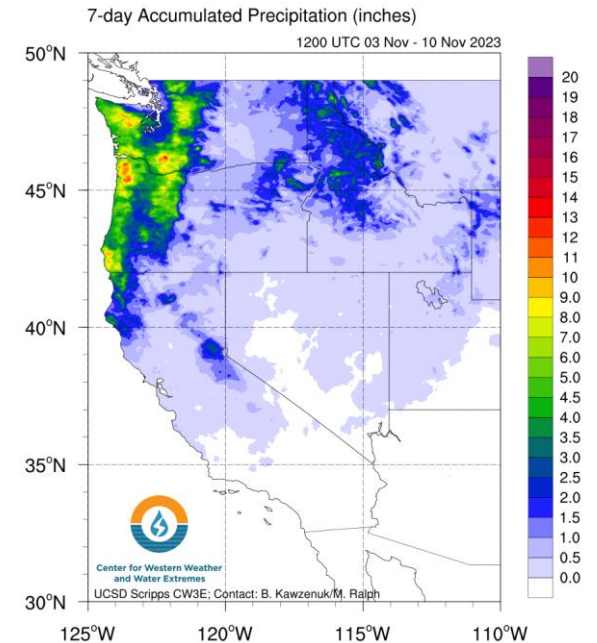 7-day Accumulated Precipitation (inches)
1200 UTC 03 Nov - 10 Nov 2023
50°N
45°N
40°N
35°N
30°N
125°W
120°W
115°W
110°W
20
19
18
17
16
15
14
13
12
11
10
9.0
8.0
7.0
6.0
5.0
4.5
4.0
3.5
3.0
2.5
2.0
1.5
1.0
0.5
0.0
Center for Western Weather
and Water Extremes
UCSD Scripps CW3E; Contact: B. Kawzenuk/M. Ralph